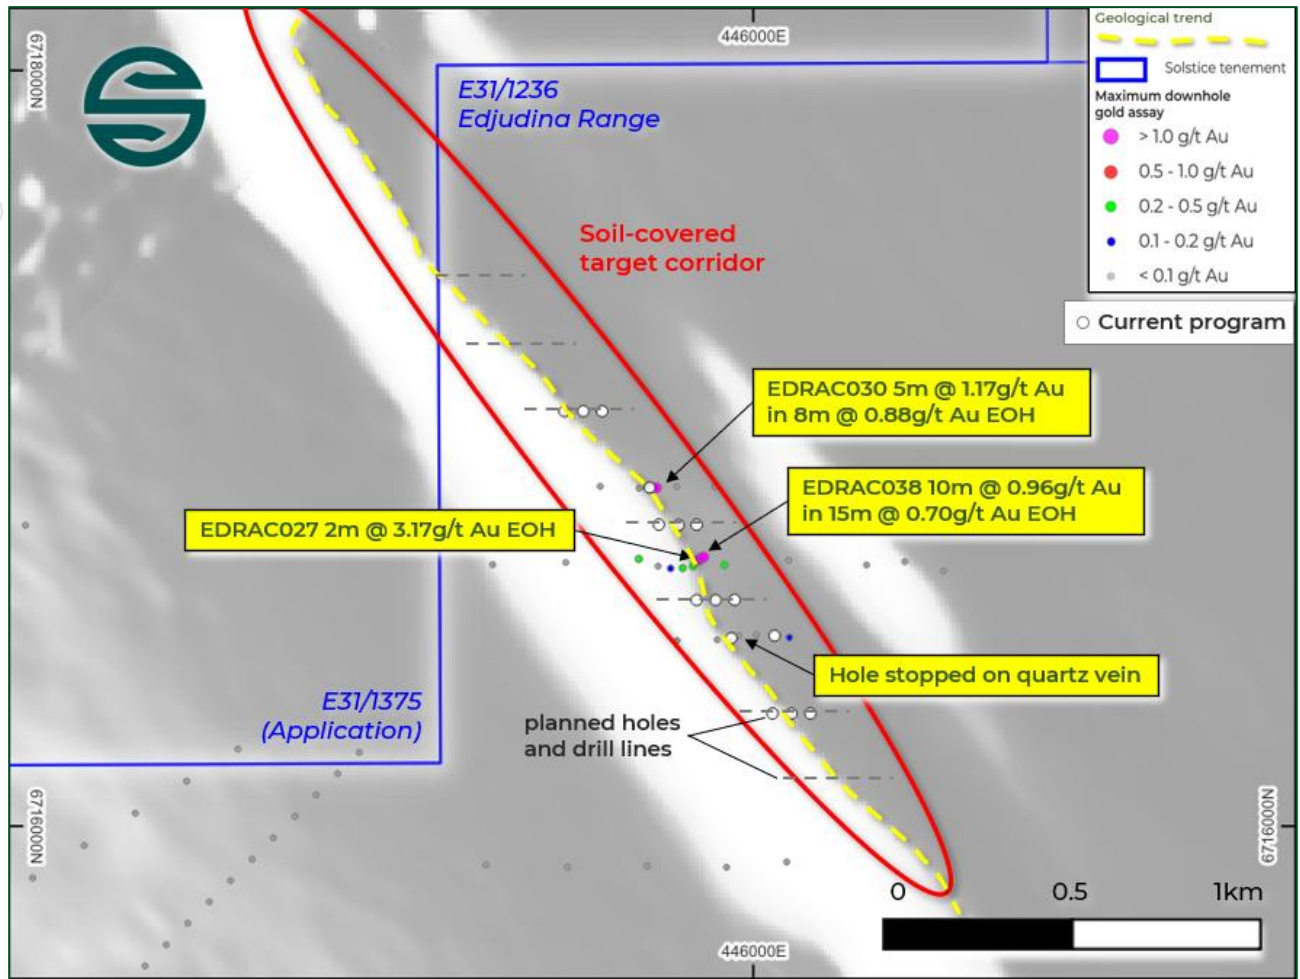 446000E
6718000N
Geological trend
Solstice tenement
Maximum downhole
gold assay
> 1.0 g/t Au
0.5 - 1.0 g/t Au
0.2 - 0.5 g/t Au
0.1 - 0.2 g/t Au
< 0.1 g/t Au
Current program
E31/1236
Edjudina Range
Soil-covered
target corridor
EDRAC030 5m @ 1.17g/t Au
in 8m @ 0.88g/t Au EOH
EDRAC038 10m @ 0.96g/t Au
in 15m @ 0.70g/t Au EOH
EDRAC027 2m @ 3.17g/t Au EOH
Hole stopped on quartz vein
E31/1375
(Application)
planned holes
and drill lines
6716000N
6716000N
0 0.5 1km
446000E